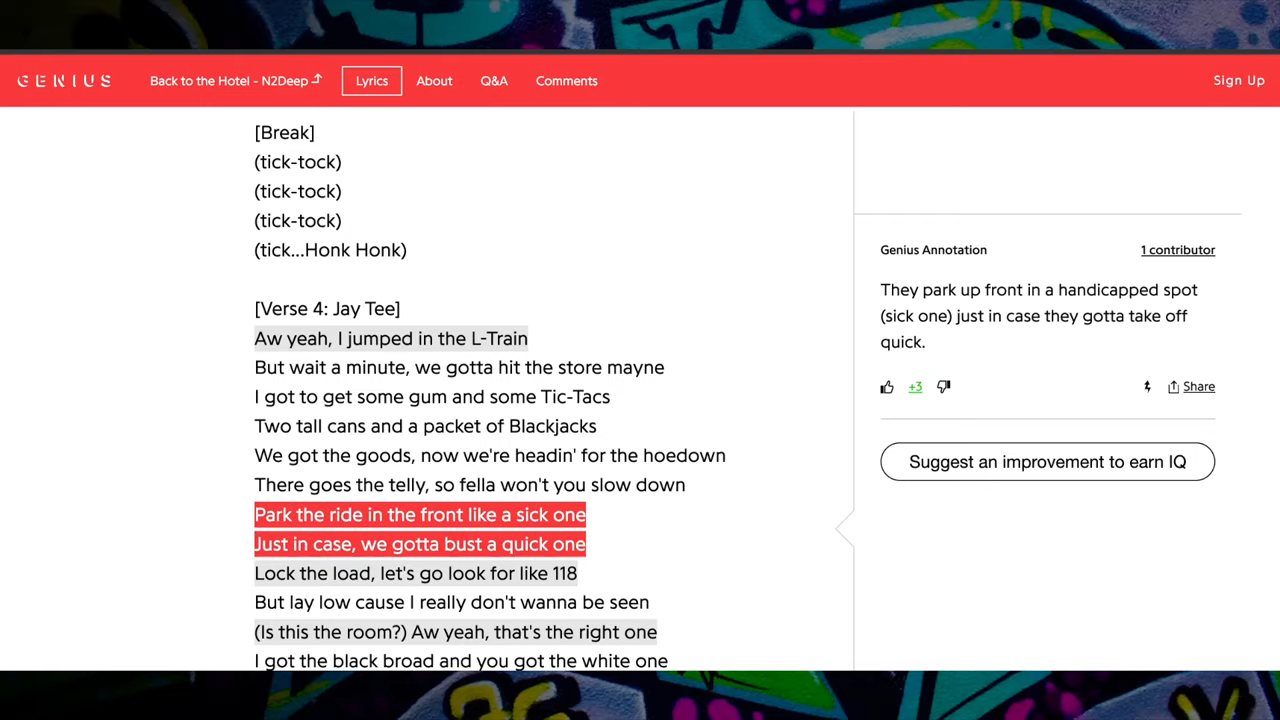 GENIUS
Back to the Hotel - N2Deep
Lyrics
About
Q&A
Comments
Sign Up
[Break]
(tick-tock)
(tick-tock)
(tick-tock)
(tick...Honk Honk)
[Verse 4: Jay Tee]
Aw yeah, I jumped in the L-Train
But wait a minute, we gotta hit the store mayne
I got to get some gum and some Tic-Tacs
Two tall cans and a packet of Blackjacks
We got the goods, now we're headin' for the hoedown
There goes the telly, so fella won't you slow down
Park the ride in the front like a sick one
Just in case, we gotta bust a quick one
Lock the load, let's go look for like 118
But lay low cause I really don't wanna be seen
(Is this the room?) Aw yeah, that's the right one
I got the black broad and you got the white one
Genius Annotation
1 contributor
They park up front in a handicapped spot
(sick one) just in case they gotta take off
quick.
+3
Share
Suggest an improvement to earn IQ